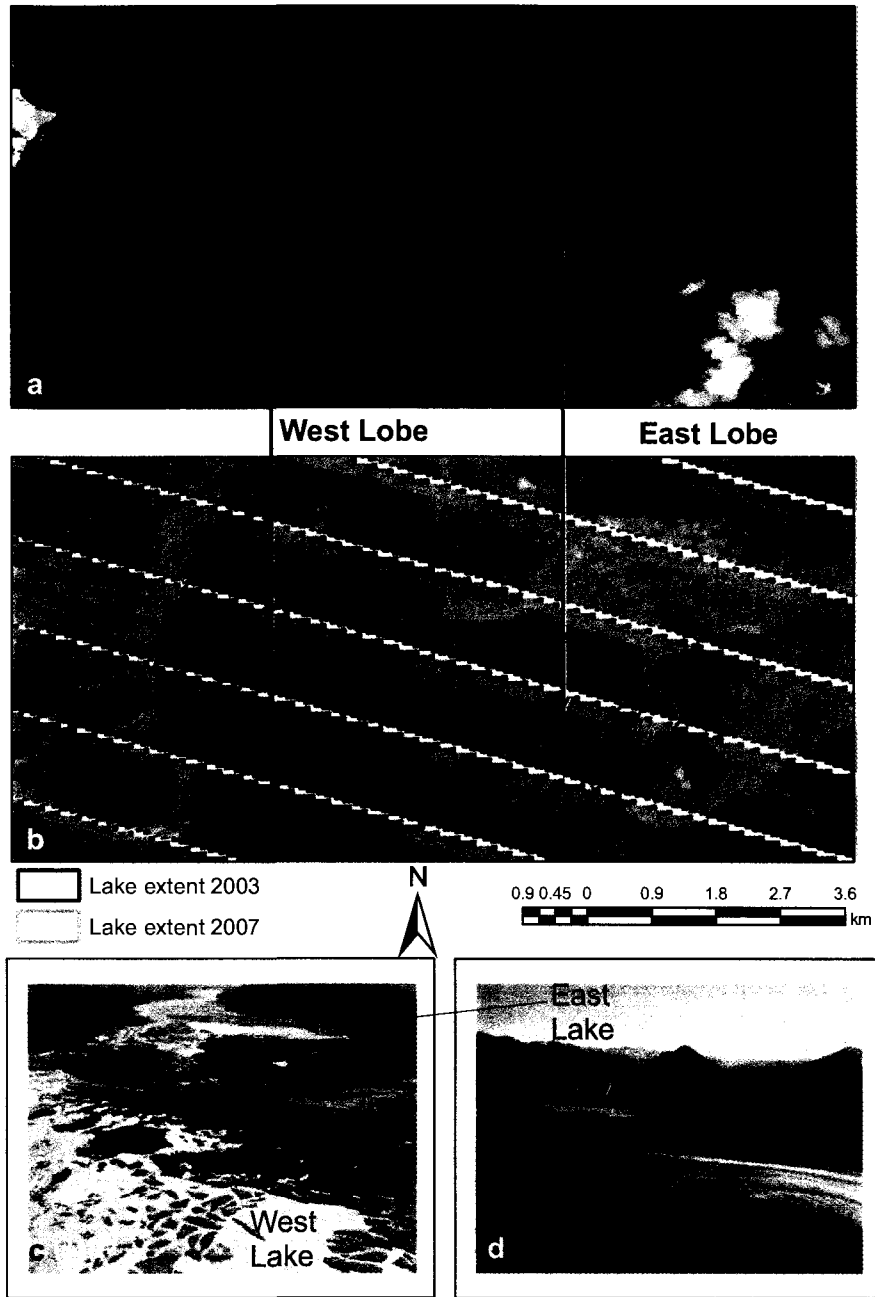 a
West Lobe East Lobe
b
Lake extent 2003
Lake extent 2007
N
0.9 0.45 0 0.9 1.8 2.7 3.6
km
East
Lake
West
Lake
c
d